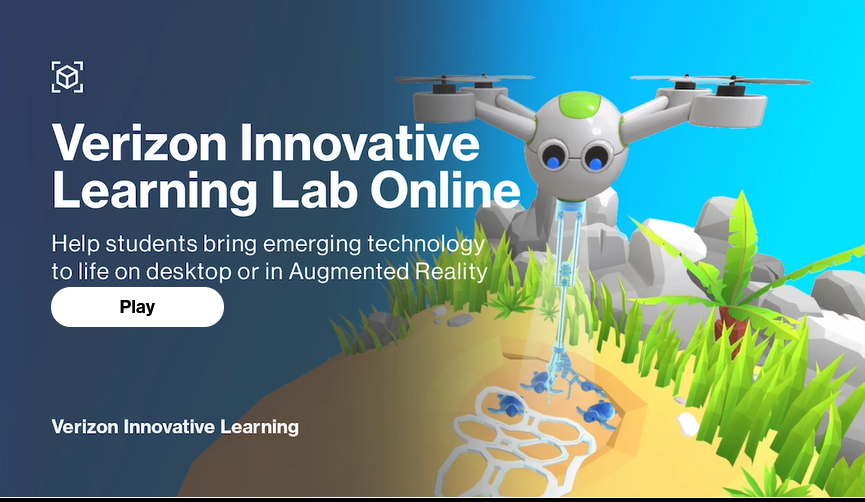 Verizon Innovative
Learning Lab Online
Help students bring emerging technology
to life on desktop or in Augmented Reality
Play
Verizon Innovative Learning